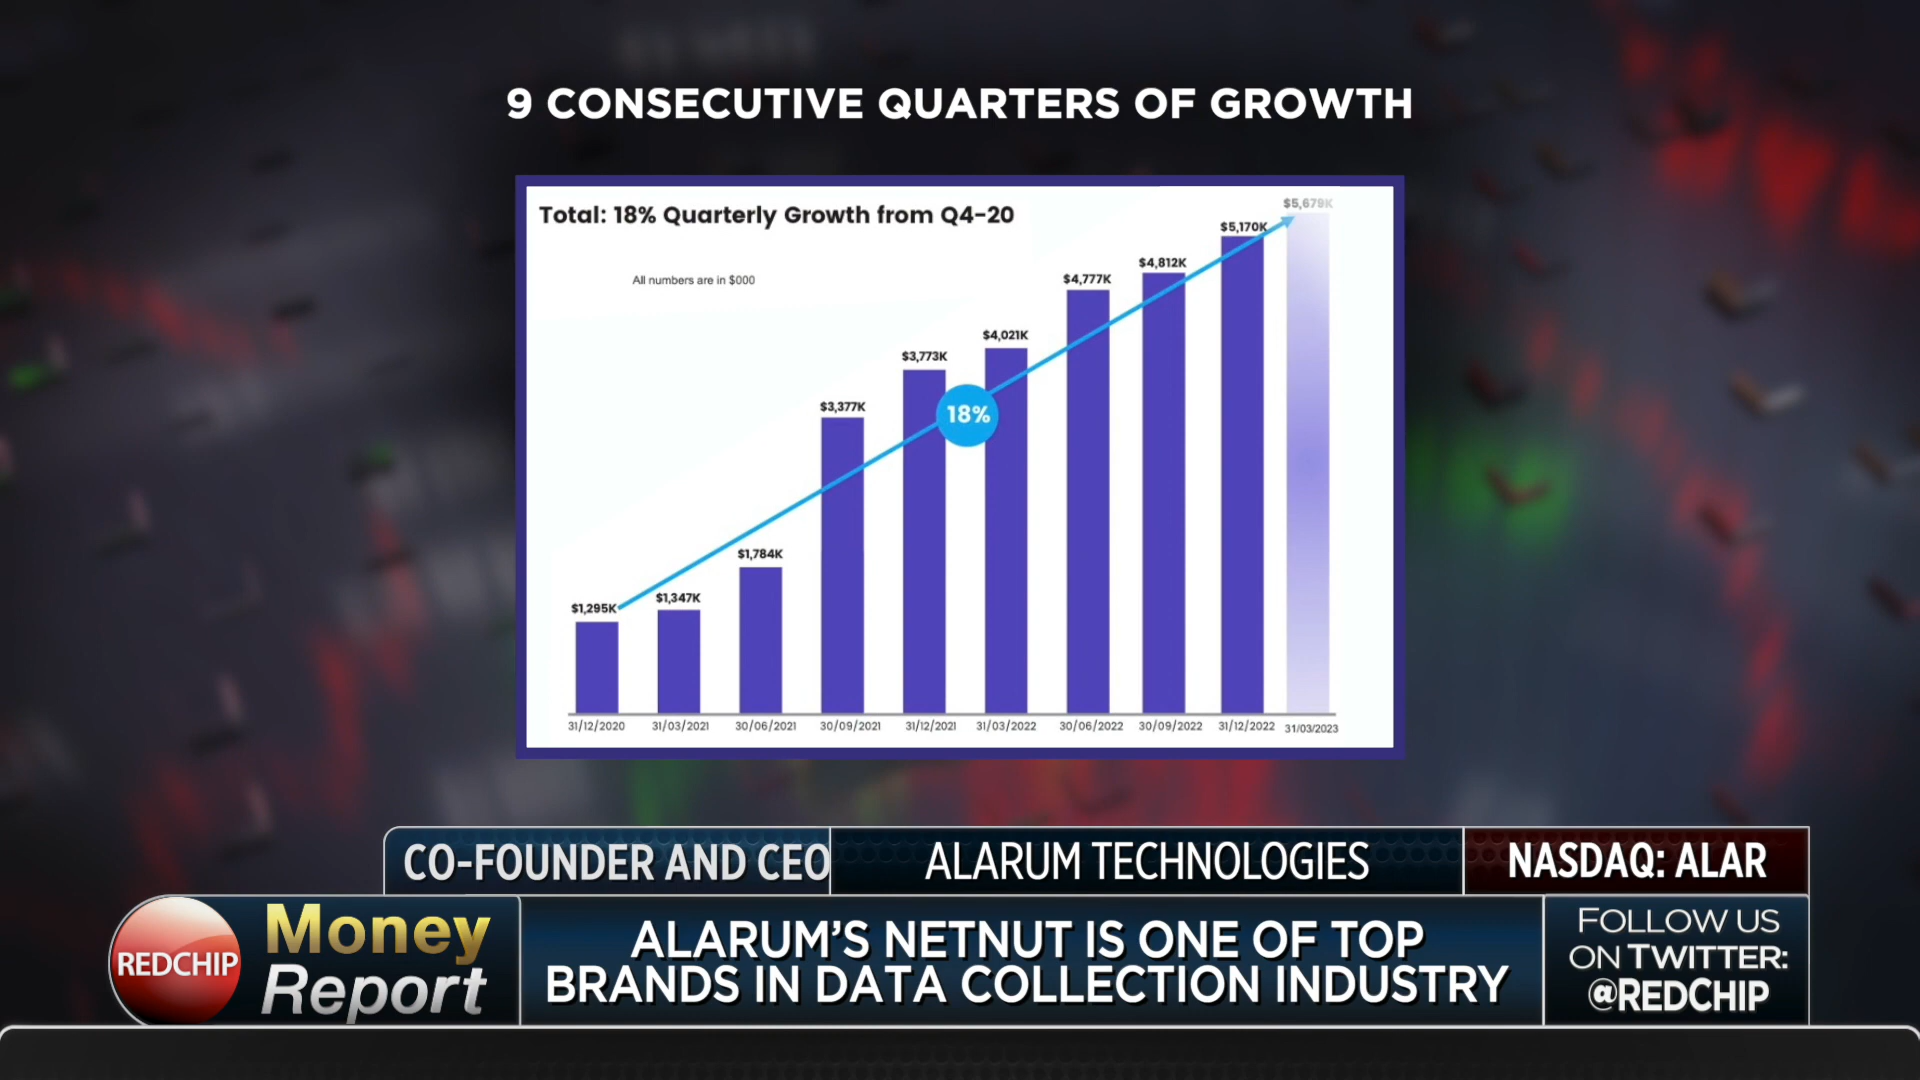 9 CONSECUTIVE QUARTERS OF GROWTH
Total: 18% Quarterly Growth from Q4-20
All numbers are in $000
$1,295K
$1,347K
$1,784K
$3,377K
$3,773K
$4,021K
$4,777K
$4,812K
$5,170K
$5,679K
18%
31/12/2020
31/03/2021
30/06/2021
30/09/2021
31/12/2021
31/03/2022
30/06/2022
30/09/2022
31/12/2022
31/03/2023
CO-FOUNDER AND CEO
ALARUM TECHNOLOGIES
NASDAQ: ALAR
REDCHIP
Money
Report
ALARUM'S NETNUT IS ONE OF TOP
BRANDS IN DATA COLLECTION INDUSTRY
FOLLOW US
ON TWITTER:
@REDCHIP